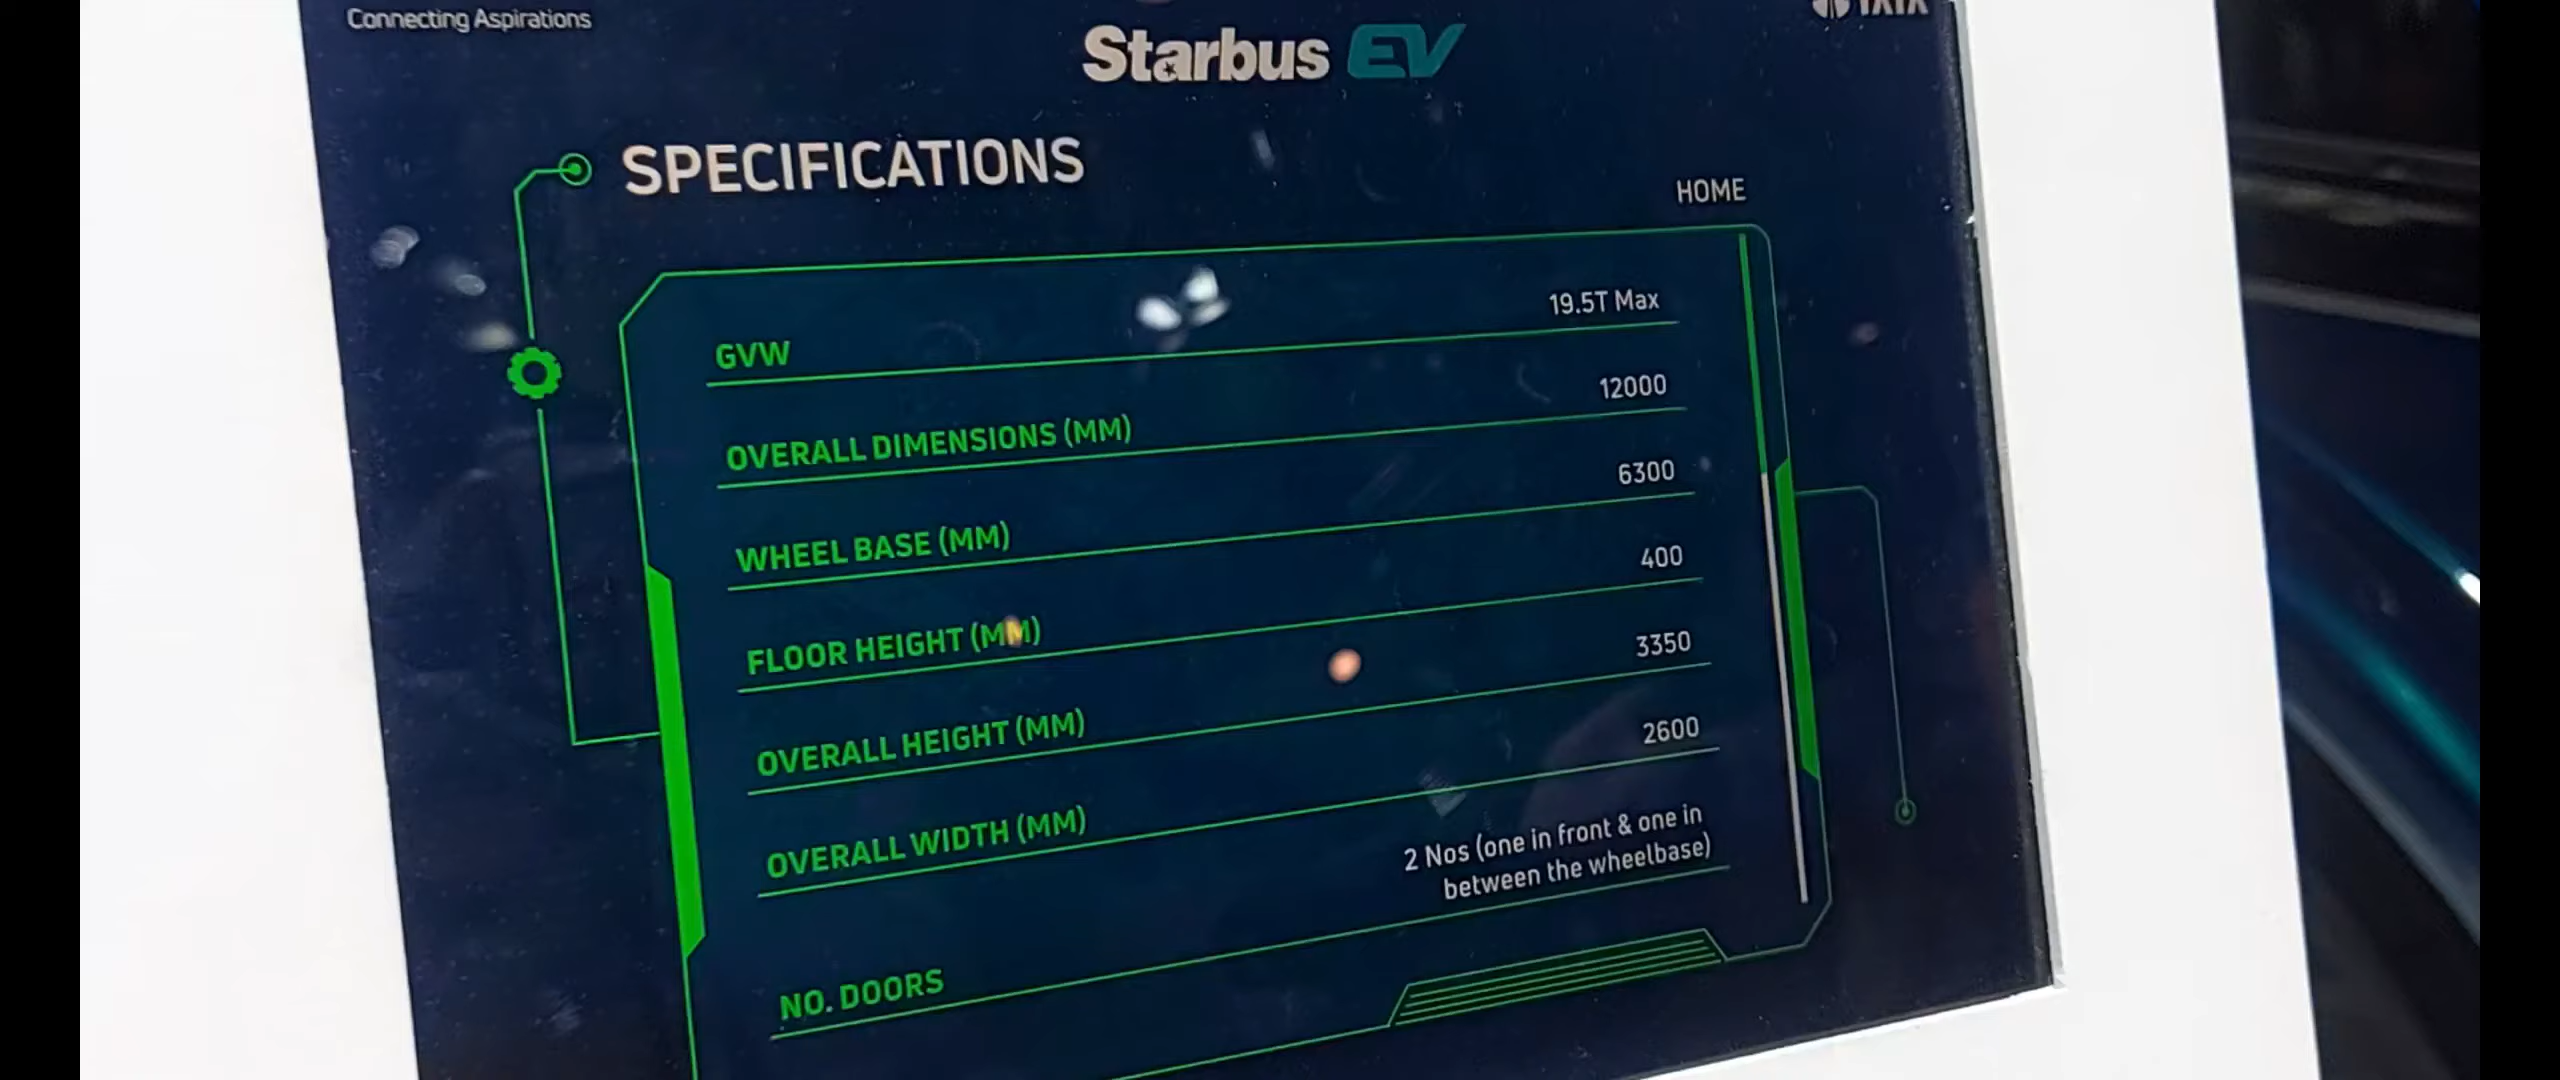 Connecting Aspirations
TATA
Starbus EV
SPECIFICATIONS
HOME
GVW 19.5T Max
OVERALL DIMENSIONS (MM) 12000
WHEEL BASE (MM) 6300
FLOOR HEIGHT (MM) 400
OVERALL HEIGHT (MM) 3350
OVERALL WIDTH (MM) 2600
NO. DOORS 2 Nos (one in front & one in
between the wheelbase)